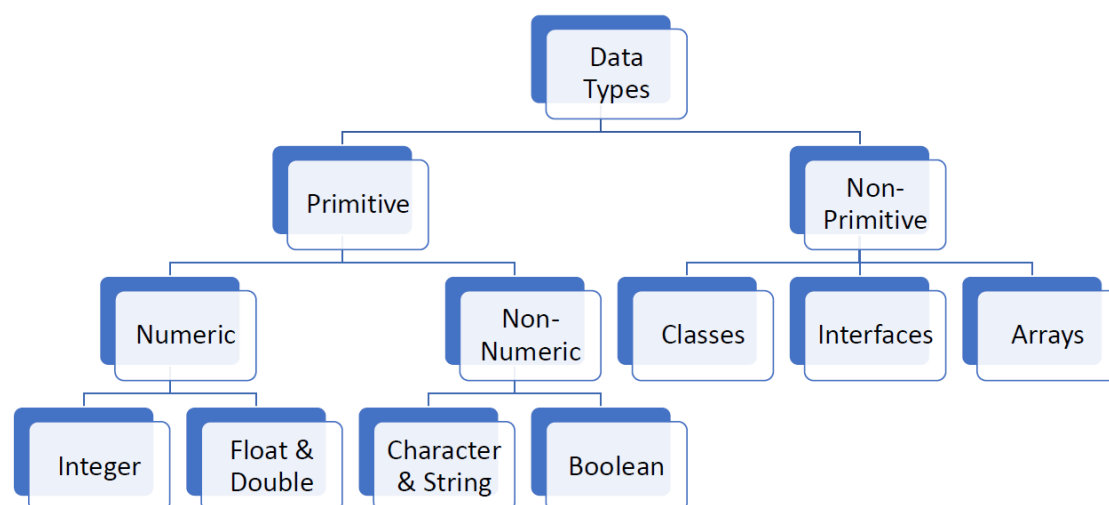 Data
Types
Primitive
Non-
Primitive
Numeric
Non-
Numeric
Classes
Interfaces
Arrays
Integer
Float &
Double
Character
& String
Boolean